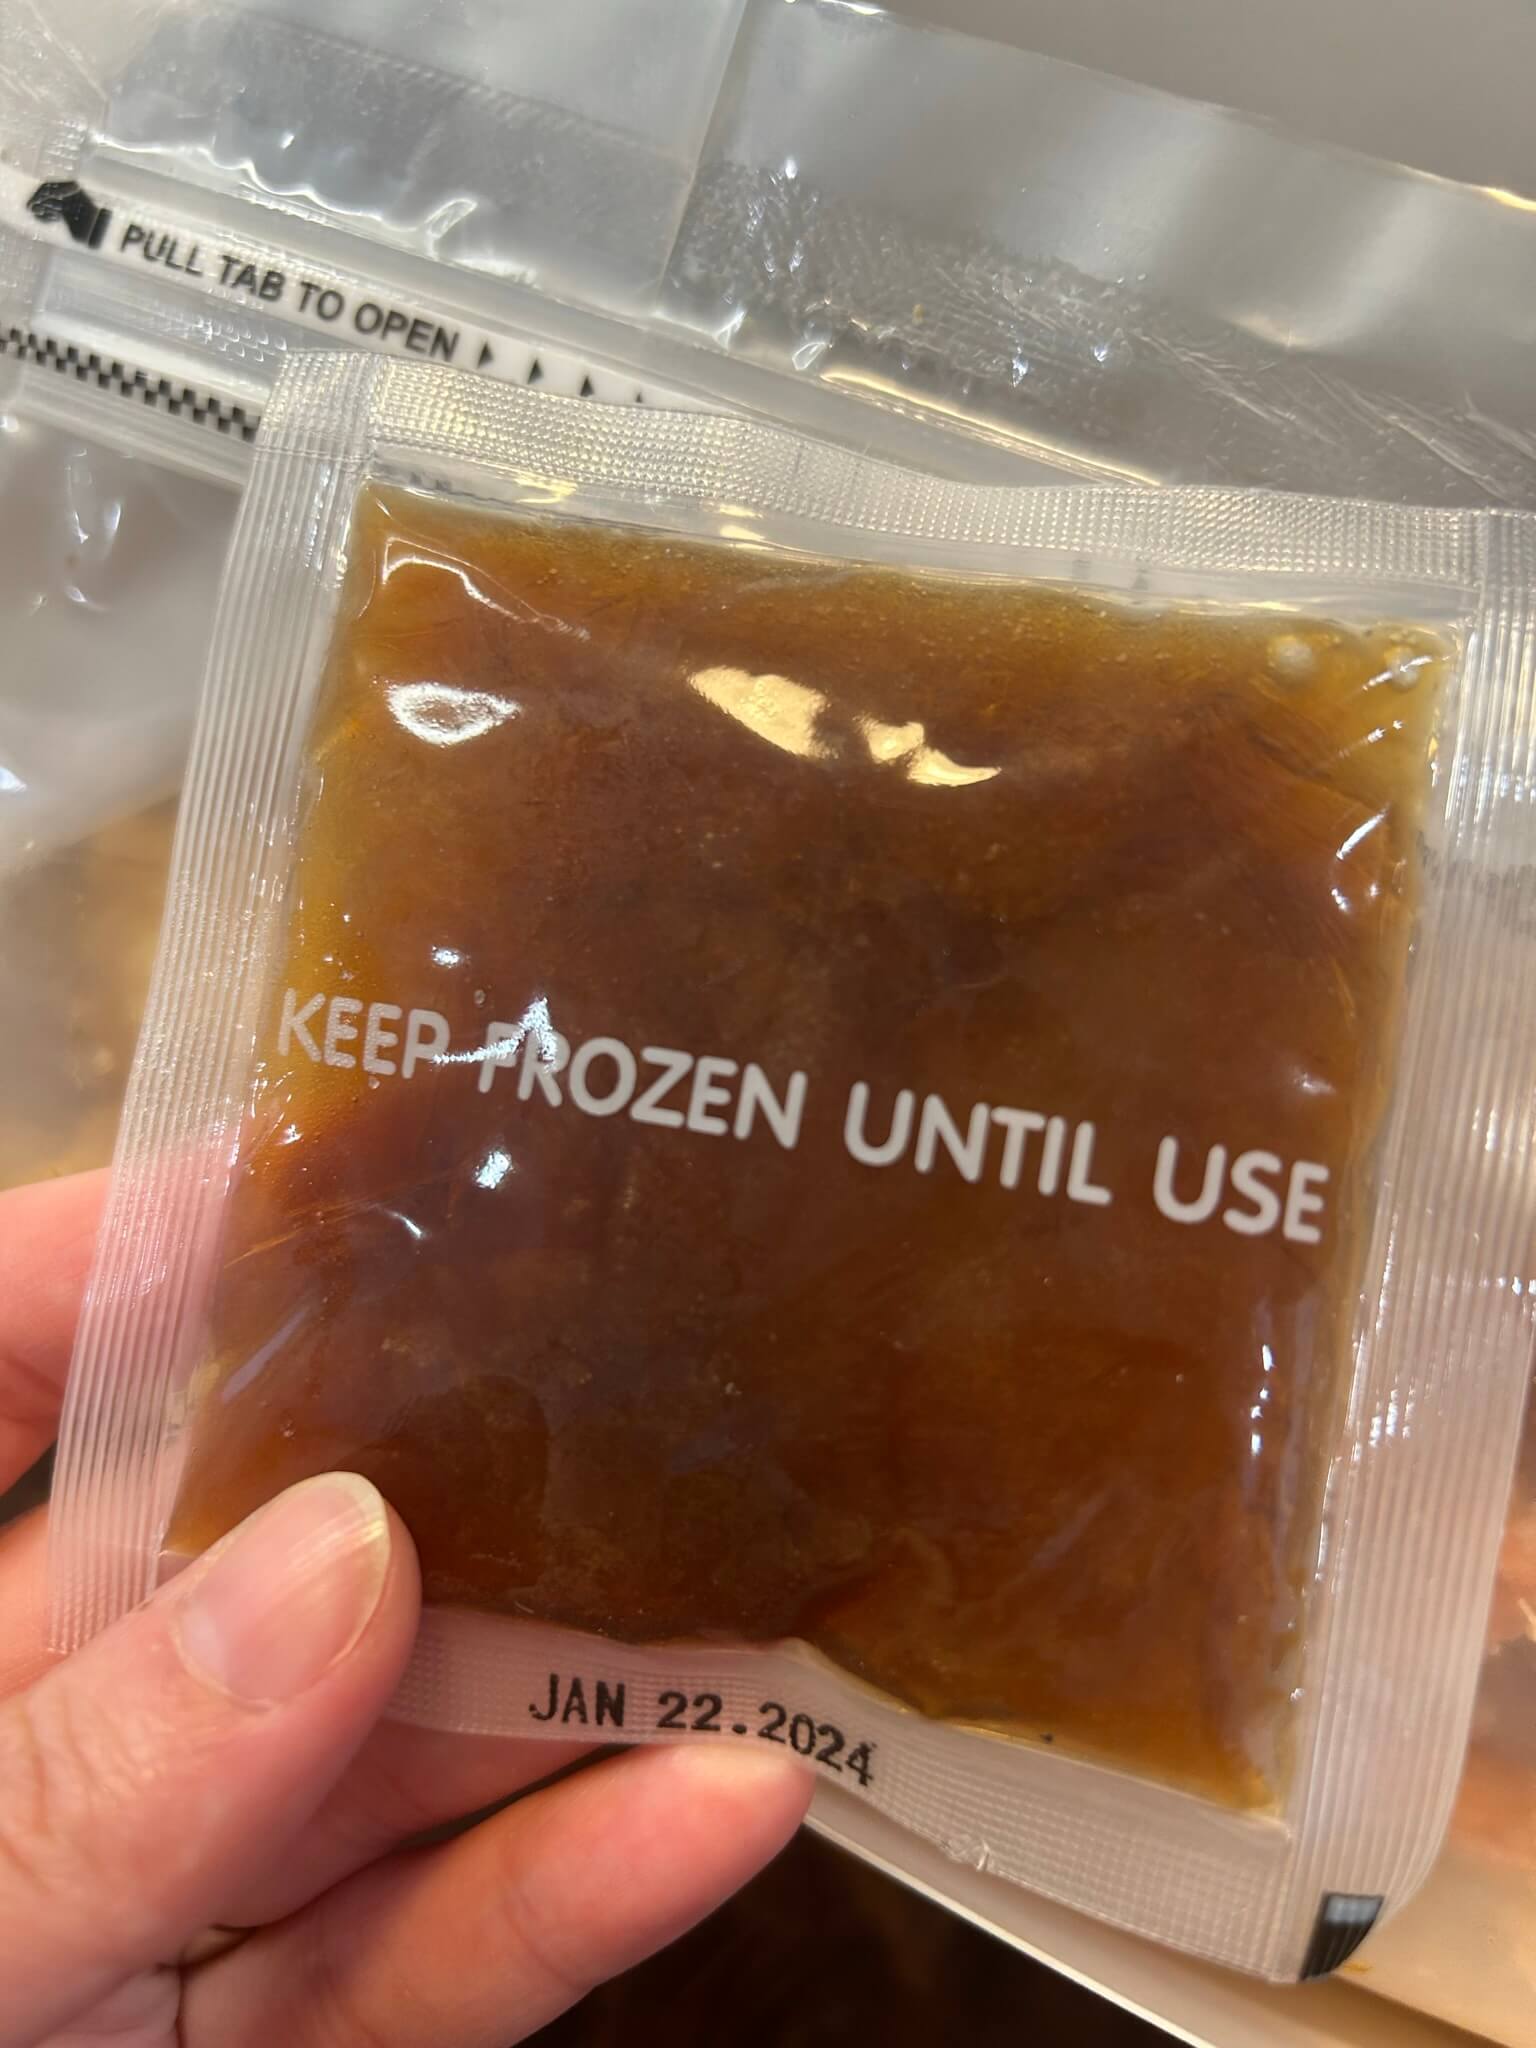 PULL TAB TO OPEN
KEEP FROZEN UNTIL USE
JAN 22.2024